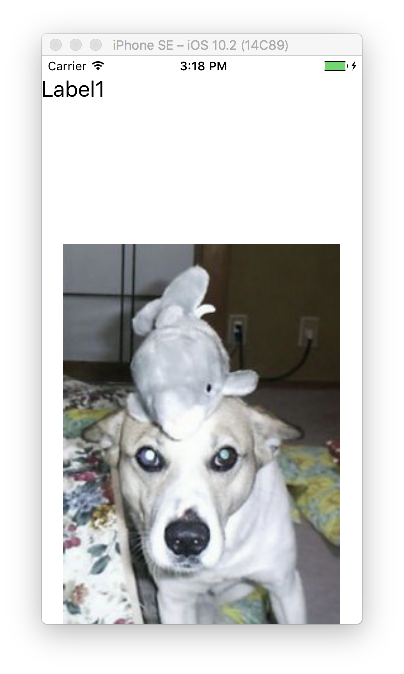 iPhone SE – iOS 10.2 (14C89)
Carrier 3:18 PM
Label1